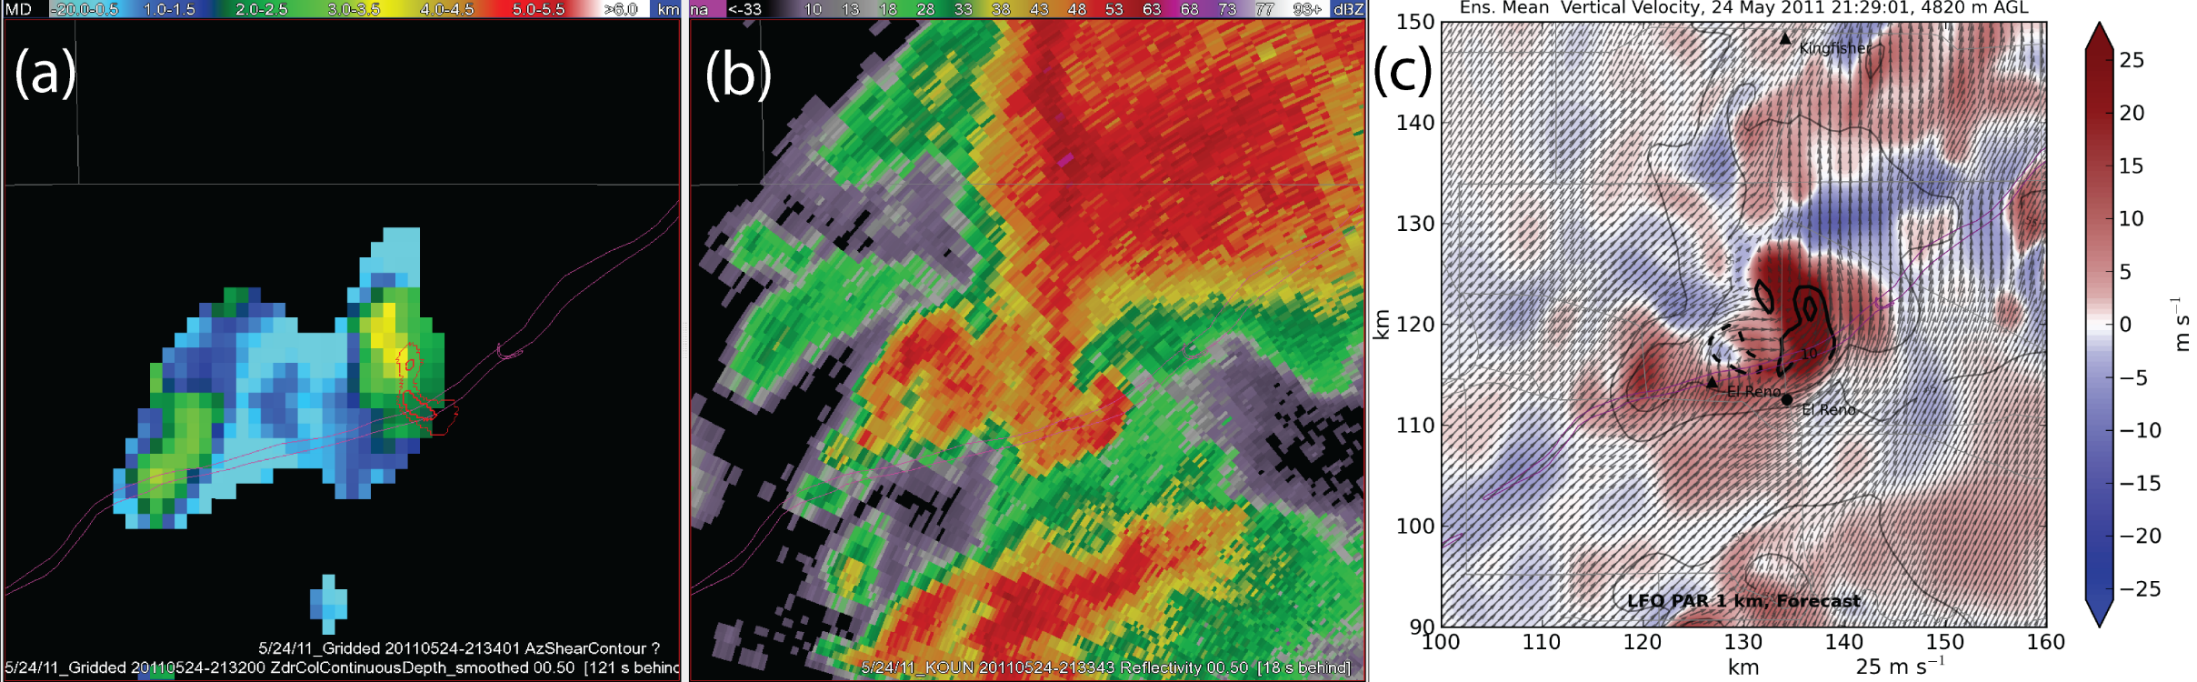 MD -20.0-0.5 1.0-1.5 2.0-2.5 3.0-3.5 4.0-4.5 5.0-5.5 >6.0 km
(a)
5/24/11_Gridded 20110524-213401 AzShearContour ?
5/24/11_Gridded 20110524-213200 ZdrColContinuousDepth_smoothed 00.50 [121 s behind
na <-33 10 13 18 28 33 38 43 48 53 63 68 73 77 93+ dBZ
(b)
5/24/11_KOUN 20110524-213343 Reflectivity 00.50 [18 s behind]
Ens. Mean Vertical Velocity, 24 May 2011 21:29:01, 4820 m AGL
(c)
150
140
130
120
110
100
90
km
Kingfisher
10
El Reno
El Reno
LFO PAR 1 km, Forecast
100 110 120 130 140 150 160
km 25 m s⁻¹
25
20
15
10
5
0
−5
−10
−15
−20
−25
m s⁻¹